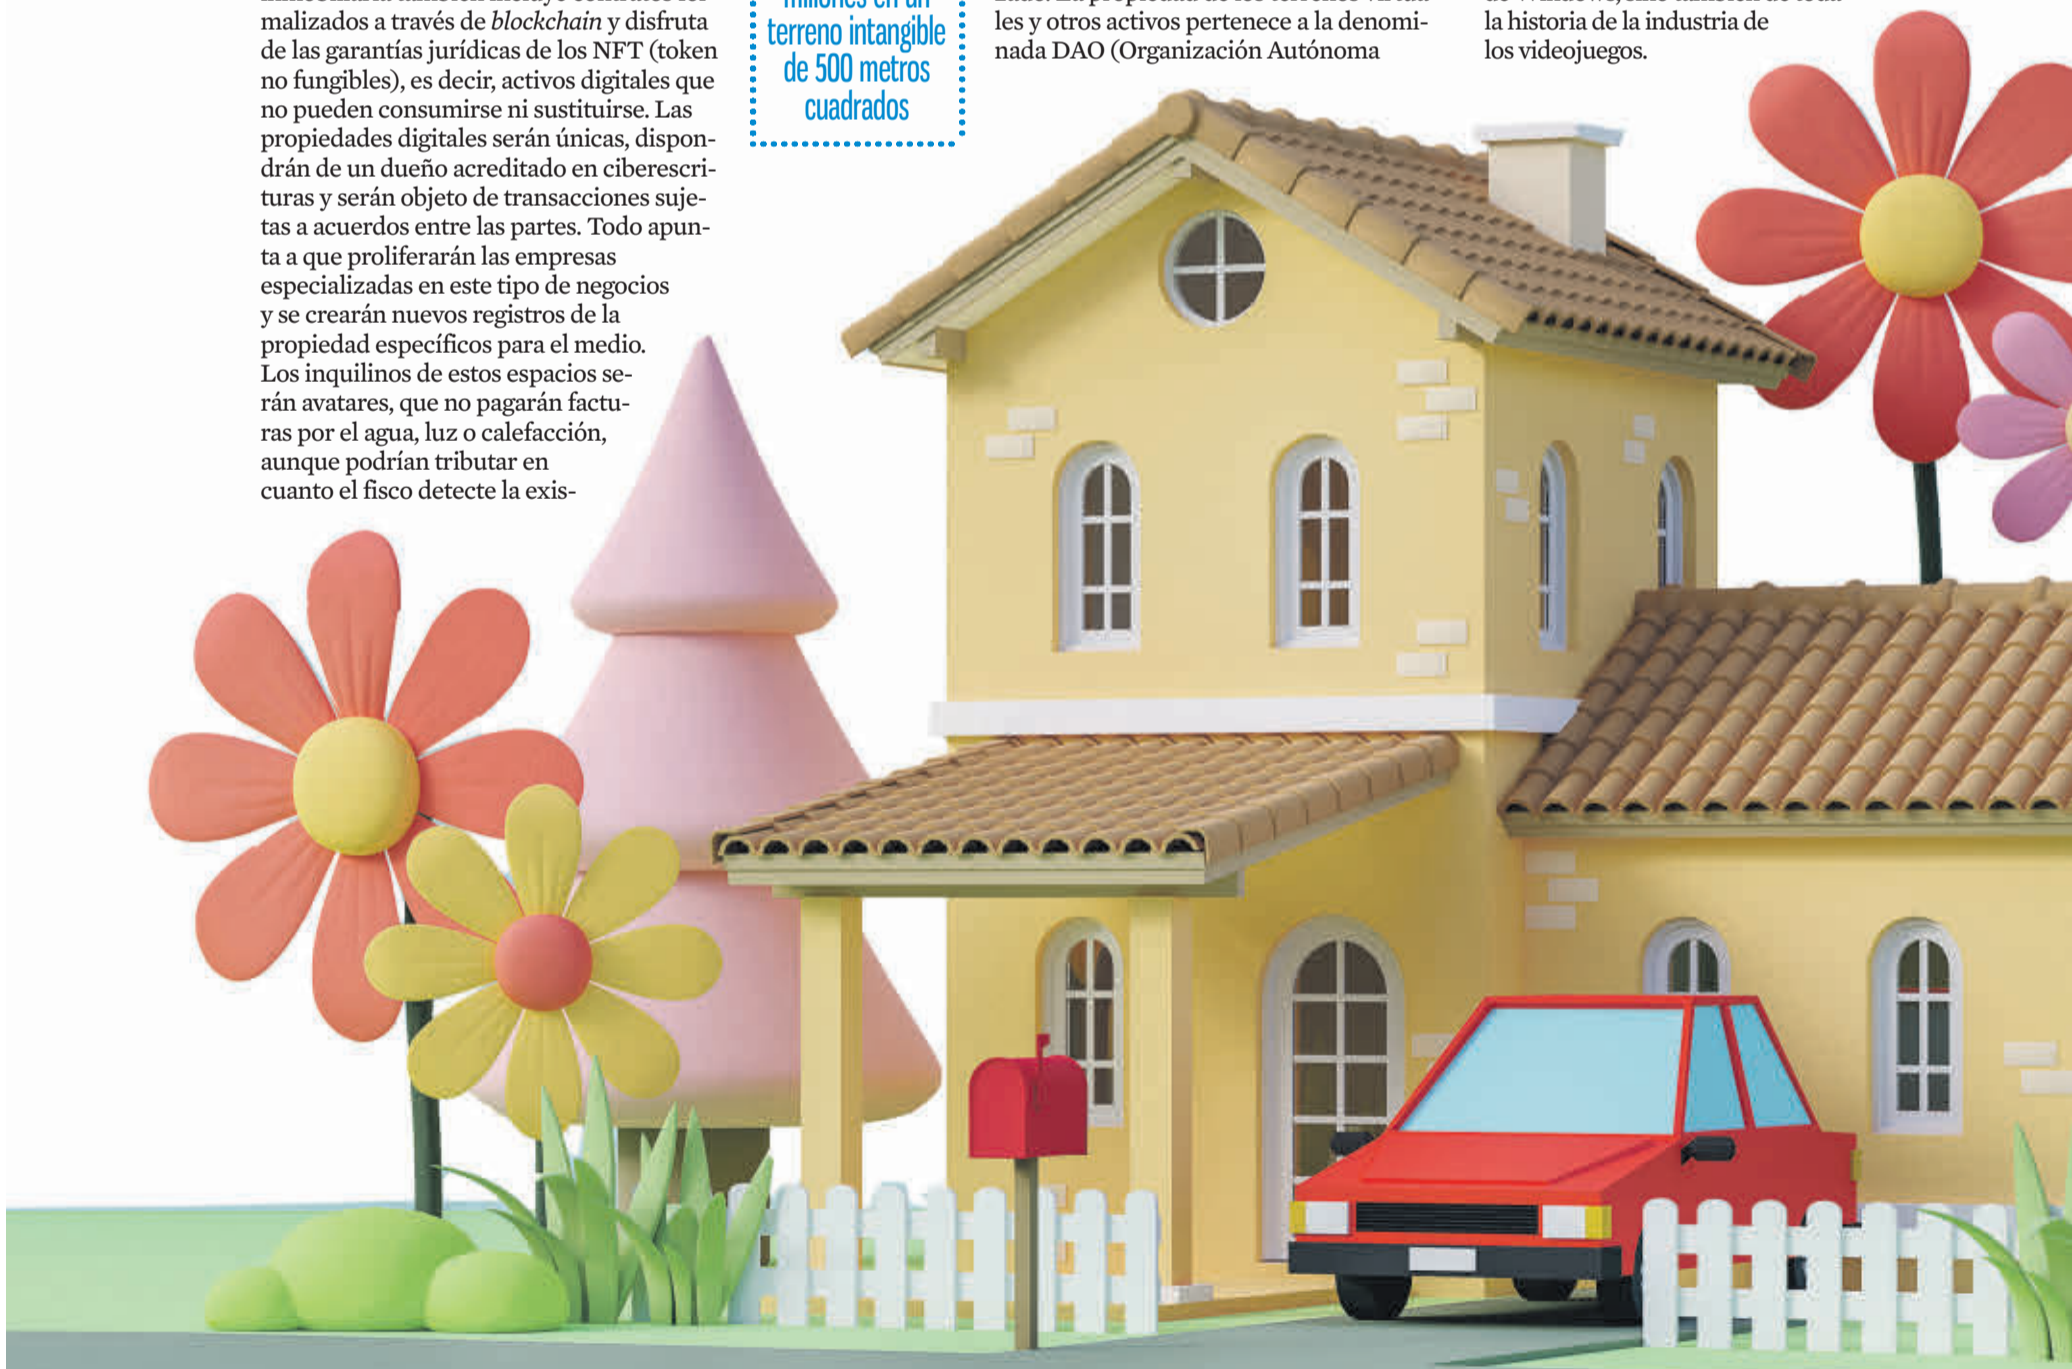 malizados a través de blockchain y disfruta
de las garantías jurídicas de los NFT (token
no fungibles), es decir, activos digitales que
no pueden consumirse ni sustituirse. Las
propiedades digitales serán únicas, dispon-
drán de un dueño acreditado en ciberescri-
turas y serán objeto de transacciones suje-
tas a acuerdos entre las partes. Todo apun-
ta a que proliferarán las empresas
especializadas en este tipo de negocios
y se crearán nuevos registros de la
propiedad específicos para el medio.
Los inquilinos de estos espacios se-
rán avatares, que no pagarán factu-
ras por el agua, luz o calefacción,
aunque podrían tributar en
cuanto el fisco detecte la exis-
millones en un
terreno intangible
de 500 metros
cuadrados
les y otros activos pertenece a la denomi-
nada DAO (Organización Autónoma
la historia de la industria de
los videojuegos.